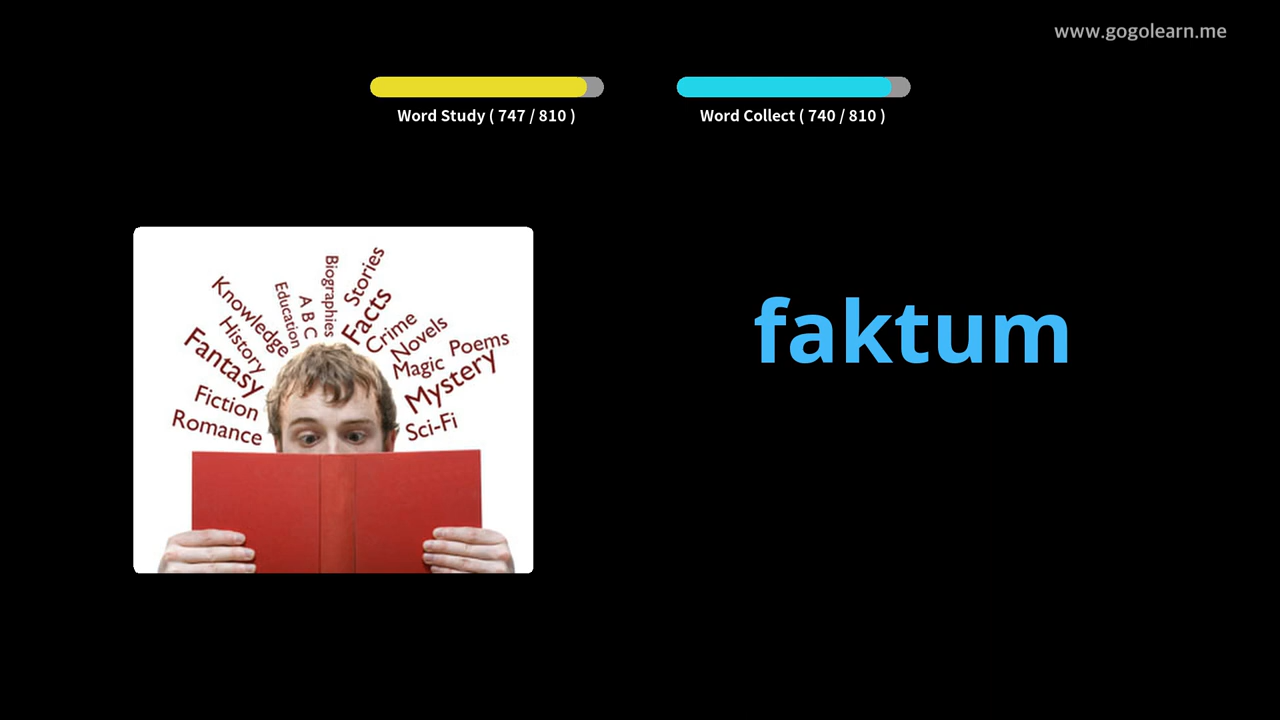 www.gogolearn.me
Word Study ( 747 / 810 )
Word Collect ( 740 / 810 )
Biographies
Stories
Education
A B C
Facts
Knowledge
Crime
History
Novels
Fantasy
Magic
Poems
Mystery
Fiction
Romance
Sci-Fi
faktum